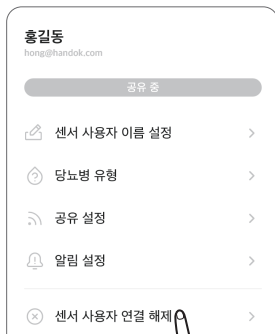 홍길동
hong@handok.com
공유 중
센서 사용자 이름 설정
당뇨병 유형
공유 설정
알림 설정
센서 사용자 연결 해제